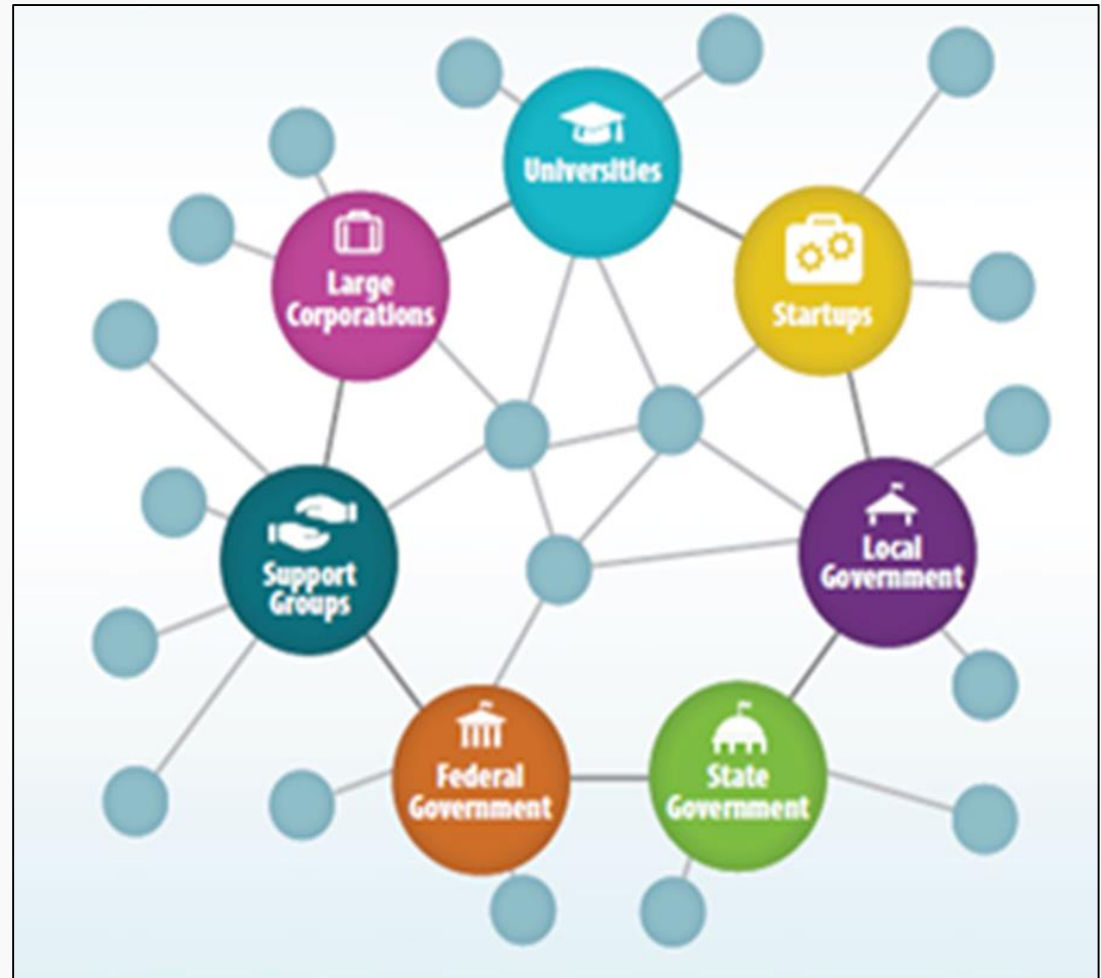 Universities
Large
Corporations
Startups
Support
Groups
Local
Government
Federal
Government
State
Government